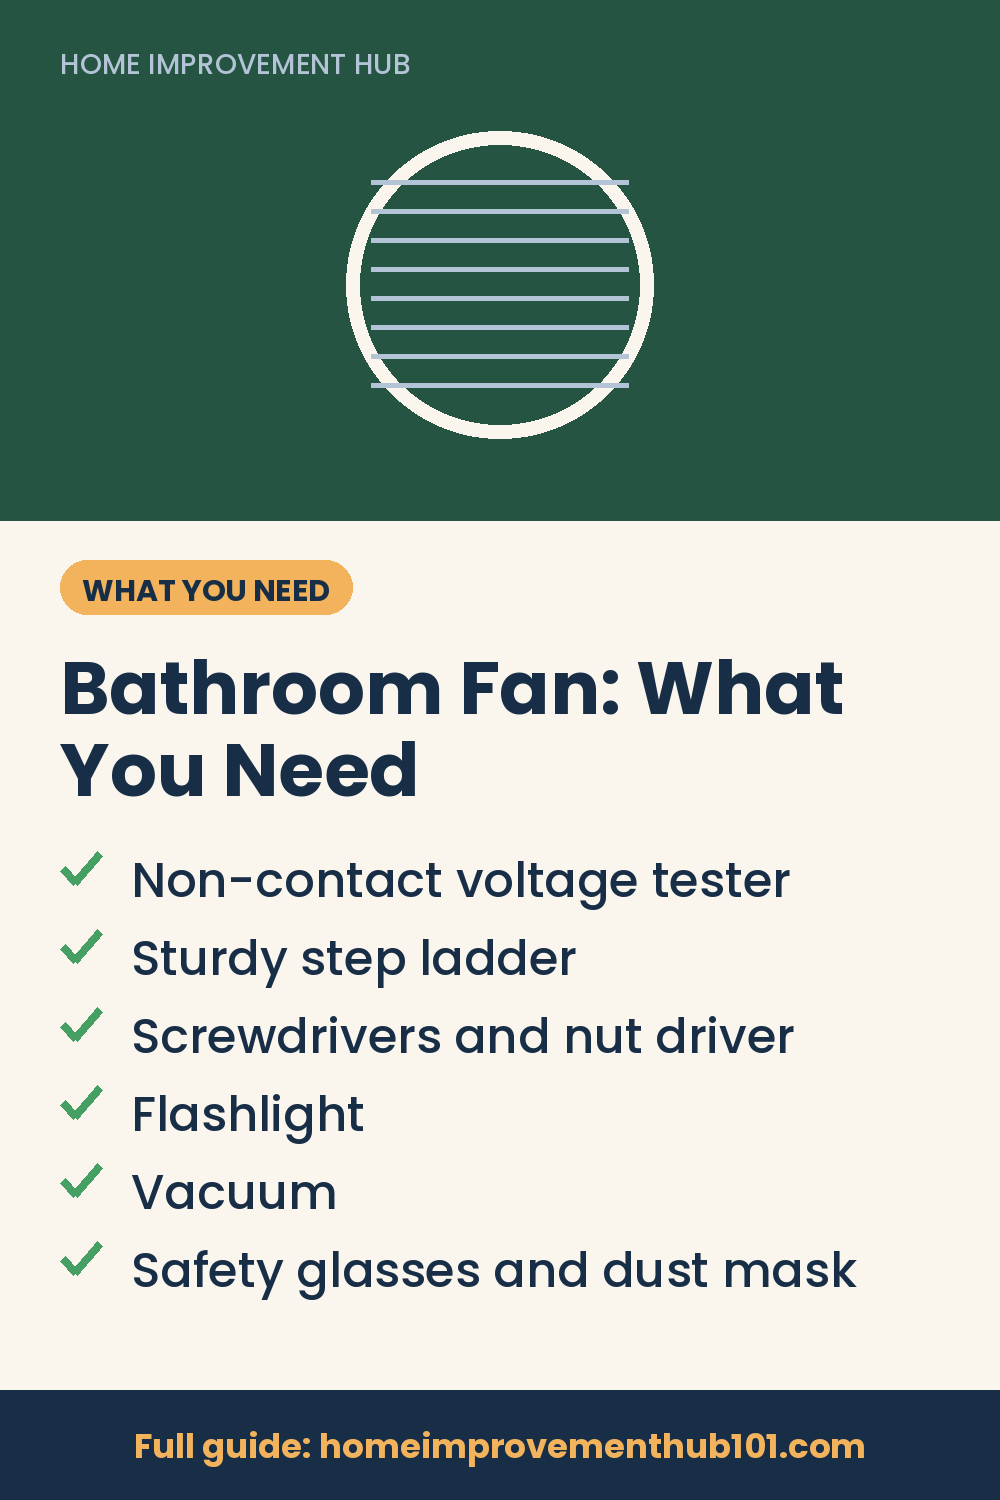 HOME IMPROVEMENT HUB
WHAT YOU NEED
Bathroom Fan: What
You Need
Non-contact voltage tester
Sturdy step ladder
Screwdrivers and nut driver
Flashlight
Vacuum
Safety glasses and dust mask
Full guide: homeimprovementhub101.com